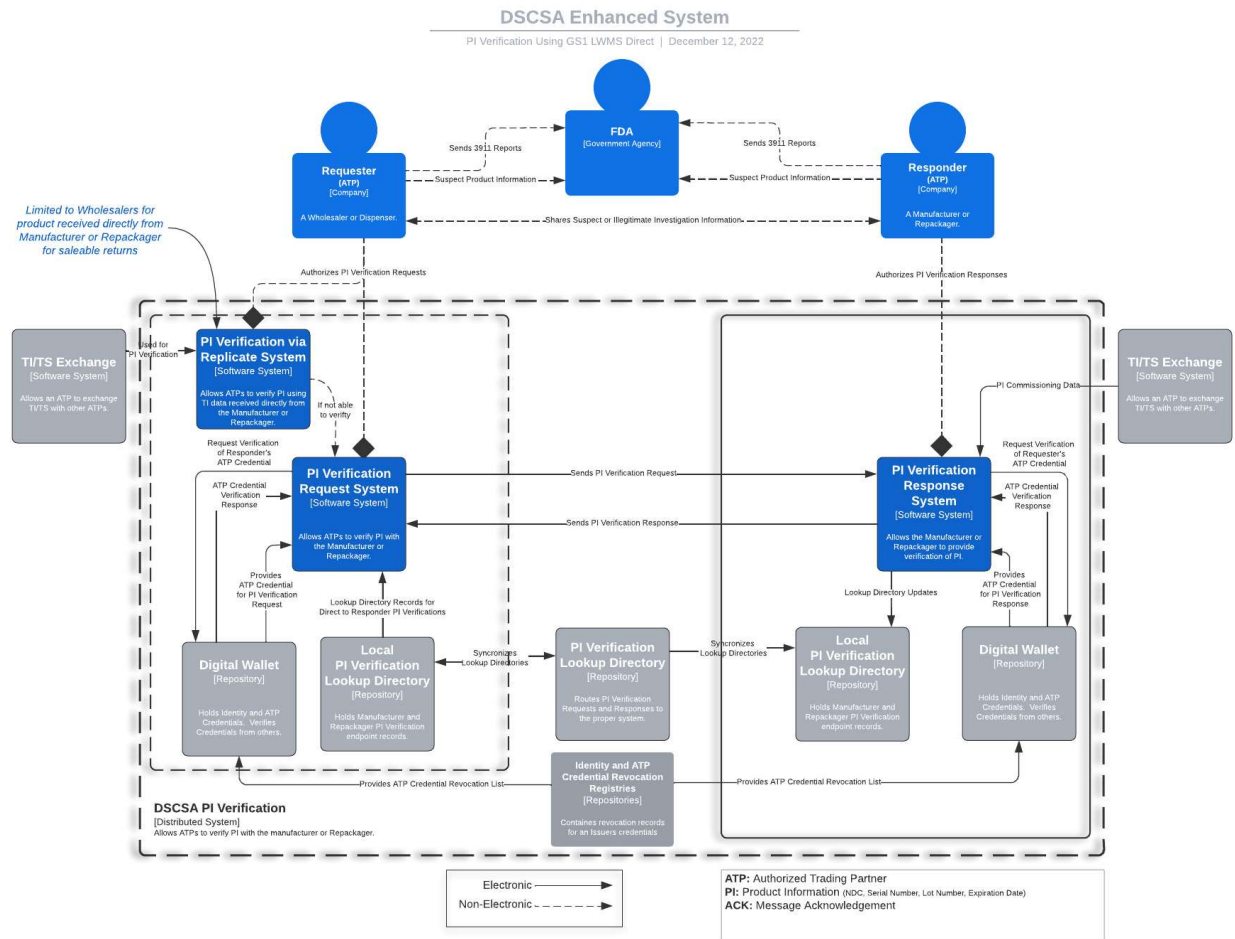 DSCSA Enhanced System
PI Verification Using GS1 LWMS Direct | December 12, 2022
FDA
[Government Agency]
Sends 3911 Reports
Sends 3911 Reports
Requester
(ATP)
[Company]
A Wholesaler or Dispenser.
Suspect Product Information
Suspect Product Information
Responder
(ATP)
[Company]
A Manufacturer or
Repackager.
Shares Suspect or Illegitimate Investigation Information
Limited to Wholesalers for
product received directly from
Manufacturer or Repackager
for saleable returns
Authorizes PI Verification Requests
Authorizes PI Verification Responses
TI/TS Exchange
[Software System]
Allows an ATP to exchange
TI/TS with other ATPs.
Used for
PI Verification
PI Verification via
Replicate System
[Software System]
Allows ATPs to verify PI using
TI data received directly from
the Manufacturer or
Repackager.
If not able
to verifty
TI/TS Exchange
[Software System]
Allows an ATP to exchange
TI/TS with other ATPs.
PI Commissioning Data
Request Verification
of Responder's
ATP Credential
ATP Credential
Verification
Response
PI Verification
Request System
[Software System]
Allows ATPs to verify PI with
the Manufacturer or
Repackager.
Sends PI Verification Request
Sends PI Verification Response
PI Verification
Response
System
[Software System]
Allows the Manufacturer or
Repackager to provide
verification of PI.
Request Verification
of Requester's
ATP Credential
ATP Credential
Verification
Response
Provides
ATP Credential
for PI Verification
Request
Lookup Directory Records for
Direct to Responder PI Verifications
Lookup Directory Updates
Provides
ATP Credential
for PI Verification
Response
Digital Wallet
[Repository]
Holds Identity and ATP
Credentials. Verifies
Credentials from others.
Local
PI Verification
Lookup Directory
[Repository]
Holds Manufacturer and
Repackager PI Verification
endpoint records.
Syncronizes
Lookup Directories
PI Verification
Lookup Directory
[Repository]
Routes PI Verification
Requests and Responses to
the proper system.
Syncronizes
Lookup Directories
Local
PI Verification
Lookup Directory
[Repository]
Holds Manufacturer and
Repackager PI Verification
endpoint records.
Digital Wallet
[Repository]
Holds Identity and ATP
Credentials. Verifies
Credentials from others.
Provides ATP Credential Revocation List
Identity and ATP
Credential Revocation
Registries
[Repositories]
Containes revocation records
for an Issuers credentials
Provides ATP Credential Revocation List
DSCSA PI Verification
[Distributed System]
Allows ATPs to verify PI with the manufacturer or Repackager.
Electronic
Non-Electronic
ATP: Authorized Trading Partner
PI: Product Information (NDC, Serial Number, Lot Number, Expiration Date)
ACK: Message Acknowledgement